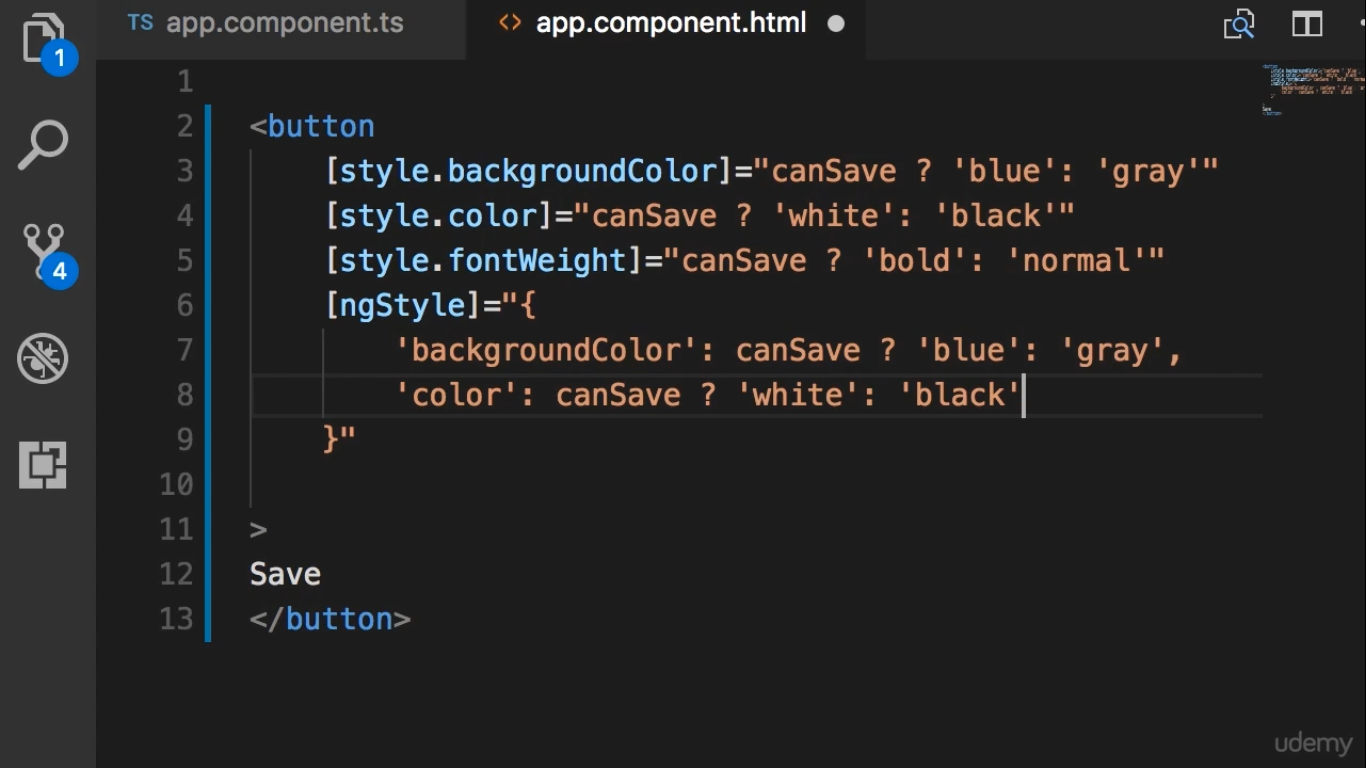 TS app.component.ts
<> app.component.html
1
1
2 <button
3 [style.backgroundColor]="canSave ? 'blue': 'gray'"
4 [style.color]="canSave ? 'white': 'black'"
5 [style.fontWeight]="canSave ? 'bold': 'normal'"
4
6 [ngStyle]="{
7 'backgroundColor': canSave ? 'blue': 'gray',
8 'color': canSave ? 'white': 'black'
9 }"
10
11 >
12 Save
13 </button>
udemy